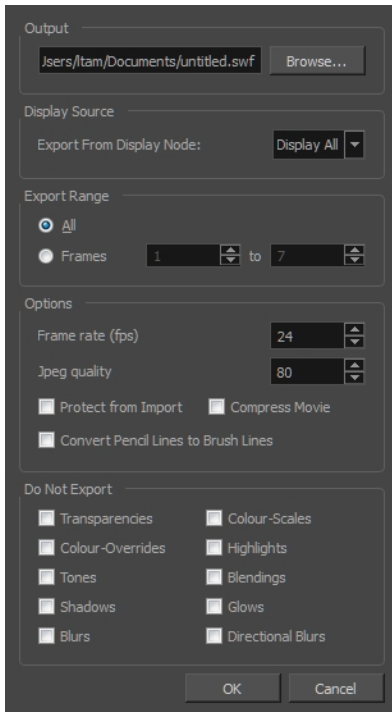 Output
Jsers/ltam/Documents/untitled.swf Browse...
Display Source
Export From Display Node: Display All
Export Range
All
Frames 1 to 7
Options
Frame rate (fps) 24
Jpeg quality 80
Protect from Import Compress Movie
Convert Pencil Lines to Brush Lines
Do Not Export
Transparencies Colour-Scales
Colour-Overrides Highlights
Tones Blendings
Shadows Glows
Blurs Directional Blurs
OK Cancel